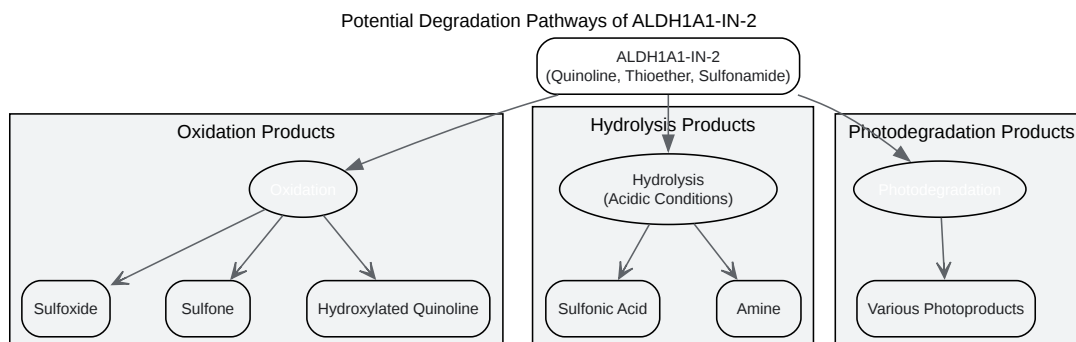 Potential Degradation Pathways of ALDH1A1-IN-2
ALDH1A1-IN-2
(Quinoline, Thioether, Sulfonamide)
Oxidation Products
Hydrolysis Products
Photodegradation Products
Oxidation
Hydrolysis
(Acidic Conditions)
Photodegradation
Sulfoxide
Sulfone
Hydroxylated Quinoline
Sulfonic Acid
Amine
Various Photoproducts